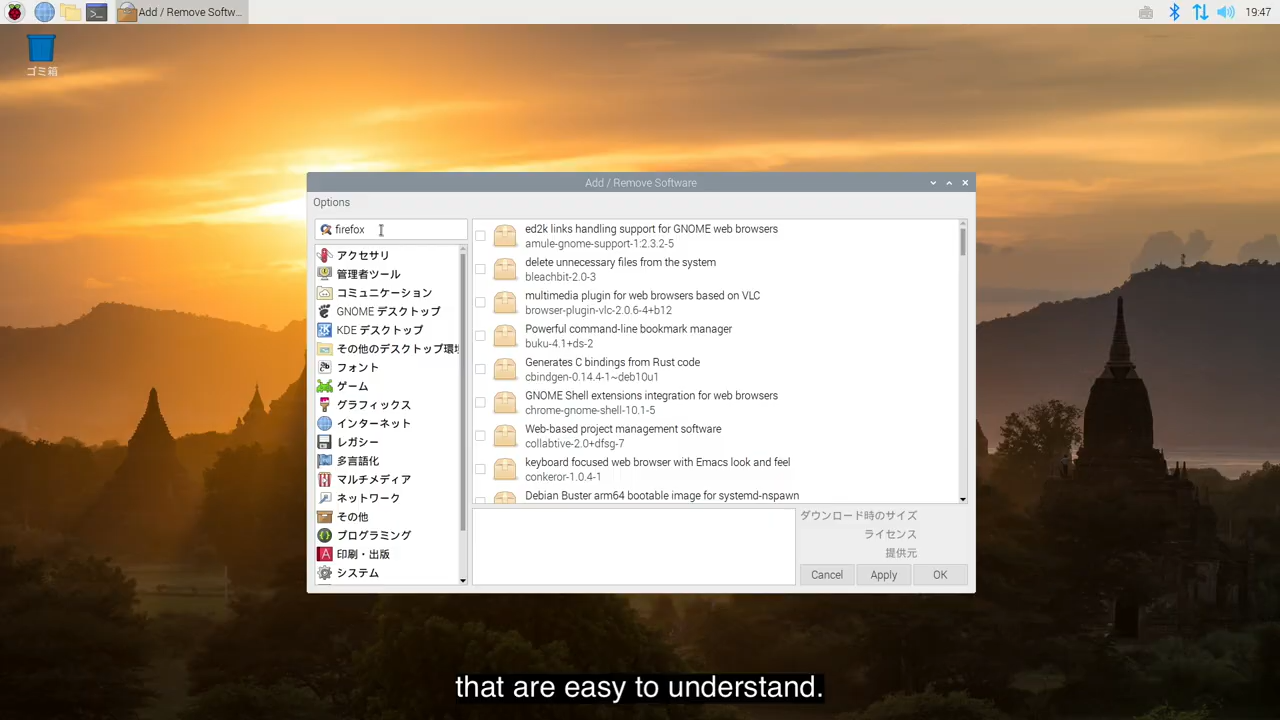 Add / Remove Softw...
19:47
ゴミ箱
Add / Remove Software
Options
firefox
アクセサリ
管理者ツール
コミュニケーション
GNOME デスクトップ
KDE デスクトップ
その他のデスクトップ環境
フォント
ゲーム
グラフィックス
インターネット
レガシー
多言語化
マルチメディア
ネットワーク
その他
プログラミング
印刷・出版
システム
ed2k links handling support for GNOME web browsers
amule-gnome-support-1:2.3.2-5
delete unnecessary files from the system
bleachbit-2.0-3
multimedia plugin for web browsers based on VLC
browser-plugin-vlc-2.0.6-4+b12
Powerful command-line bookmark manager
buku-4.1+ds-2
Generates C bindings from Rust code
cbindgen-0.14.4-1~deb10u1
GNOME Shell extensions integration for web browsers
chrome-gnome-shell-10.1-5
Web-based project management software
collabtive-2.0+dfsg-7
keyboard focused web browser with Emacs look and feel
conkeror-1.0.4-1
Debian Buster arm64 bootable image for systemd-nspawn
ダウンロード時のサイズ
ライセンス
提供元
Cancel
Apply
OK
that are easy to understand.